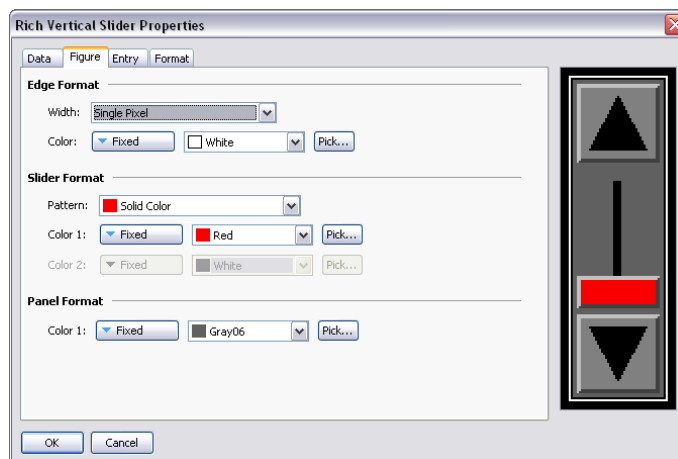 Rich Vertical Slider Properties
Data Figure Entry Format
Edge Format
Width: Single Pixel
Color: Fixed White Pick...
Slider Format
Pattern: Solid Color
Color 1: Fixed Red Pick...
Color 2: Fixed White Pick...
Panel Format
Color 1: Fixed Gray06 Pick...
OK Cancel